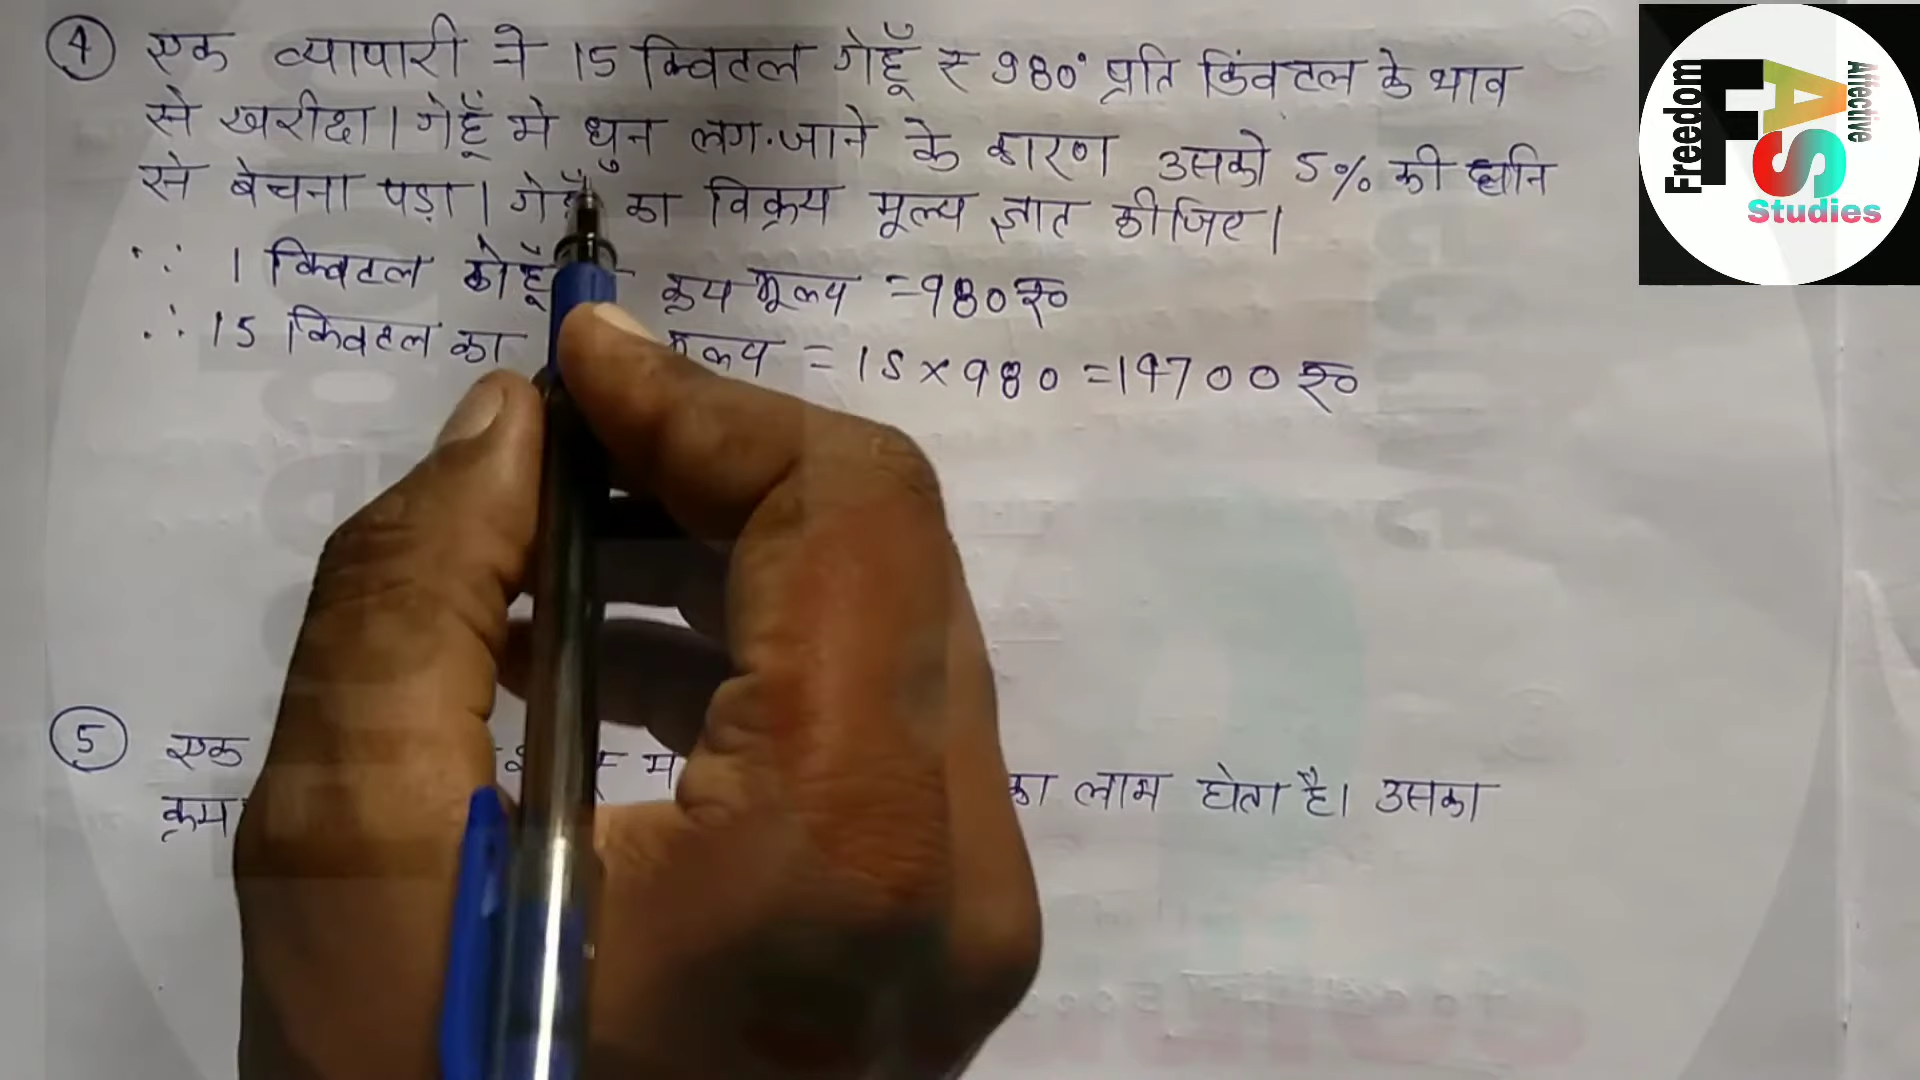 4 एक व्यापारी ने 15 क्विटल गेहूँ ₹ 980 प्रति क्विंटल के भाव
से खरीदा। गेहूँ मे घुन लग जाने के कारण उसको 5% की हानि
से बेचना पड़ा। गेहूँ का विक्रय मूल्य ज्ञात कीजिए।
∵ 1 क्विटल गेहूँ क्रय मूल्य = 980 रु०
∴ 15 क्विटल का मूल्य = 15 × 980 = 14700 रु०
5 एक का लाभ होता है। उसका
Freedom
F
AS
Affective
Studies